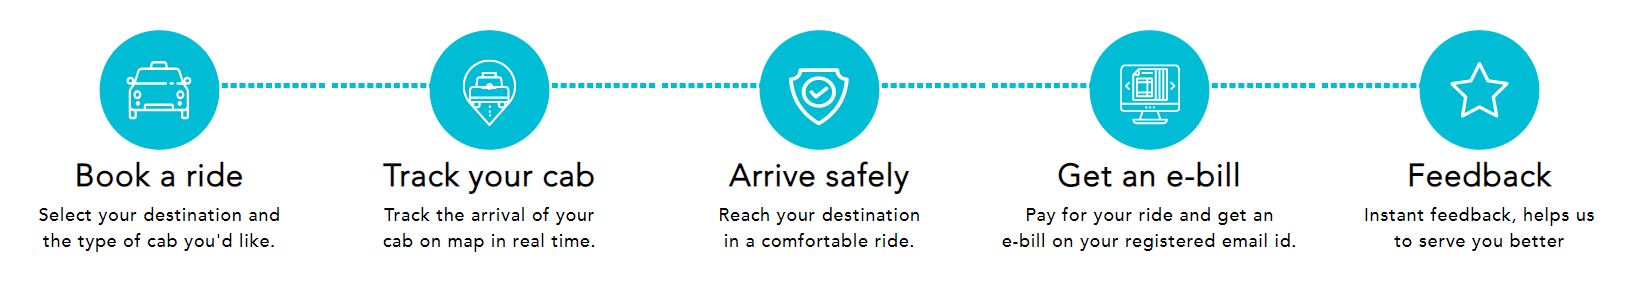 Book a ride
Select your destination and
the type of cab you'd like.
Track your cab
Track the arrival of your
cab on map in real time.
Arrive safely
Reach your destination
in a comfortable ride.
Get an e-bill
Pay for your ride and get an
e-bill on your registered email id.
Feedback
Instant feedback, helps us
to serve you better